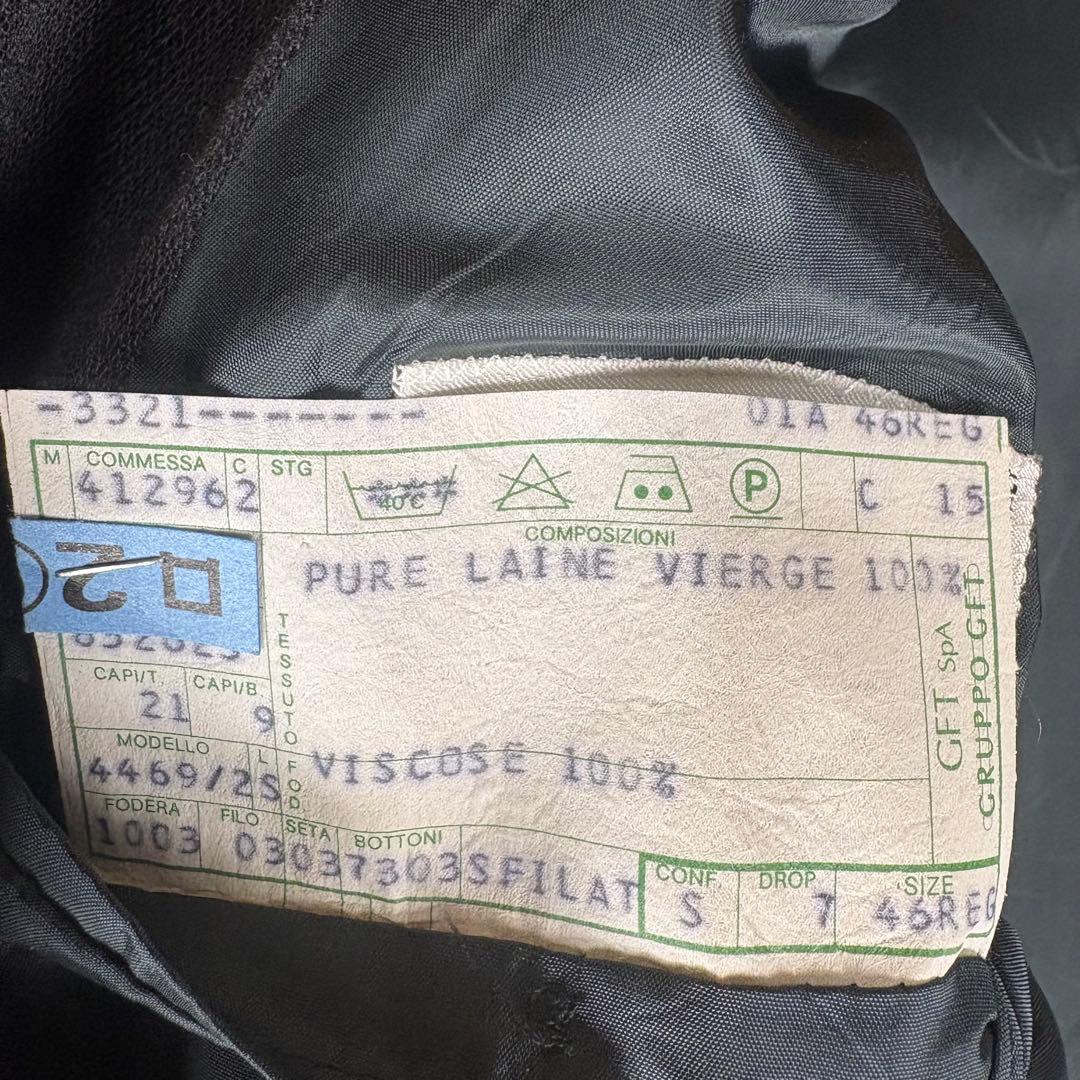 -3321------- 01A 46REG
M COMMESSA C STG
412962 40°C P C 15
COMPOSIZIONI
PURE LAINE VIERGE 100%
2
TESSUTO
CAPI/T. CAPI/B.
21 9
MODELLO L
4469/2S
FOD.
VISCOSE 100%
FODERA FILO SETA BOTTONI
1003 03037303SFILAT
CONF. DROP SIZE
S 7 46REG
GFT SpA
GRUPPO GFT